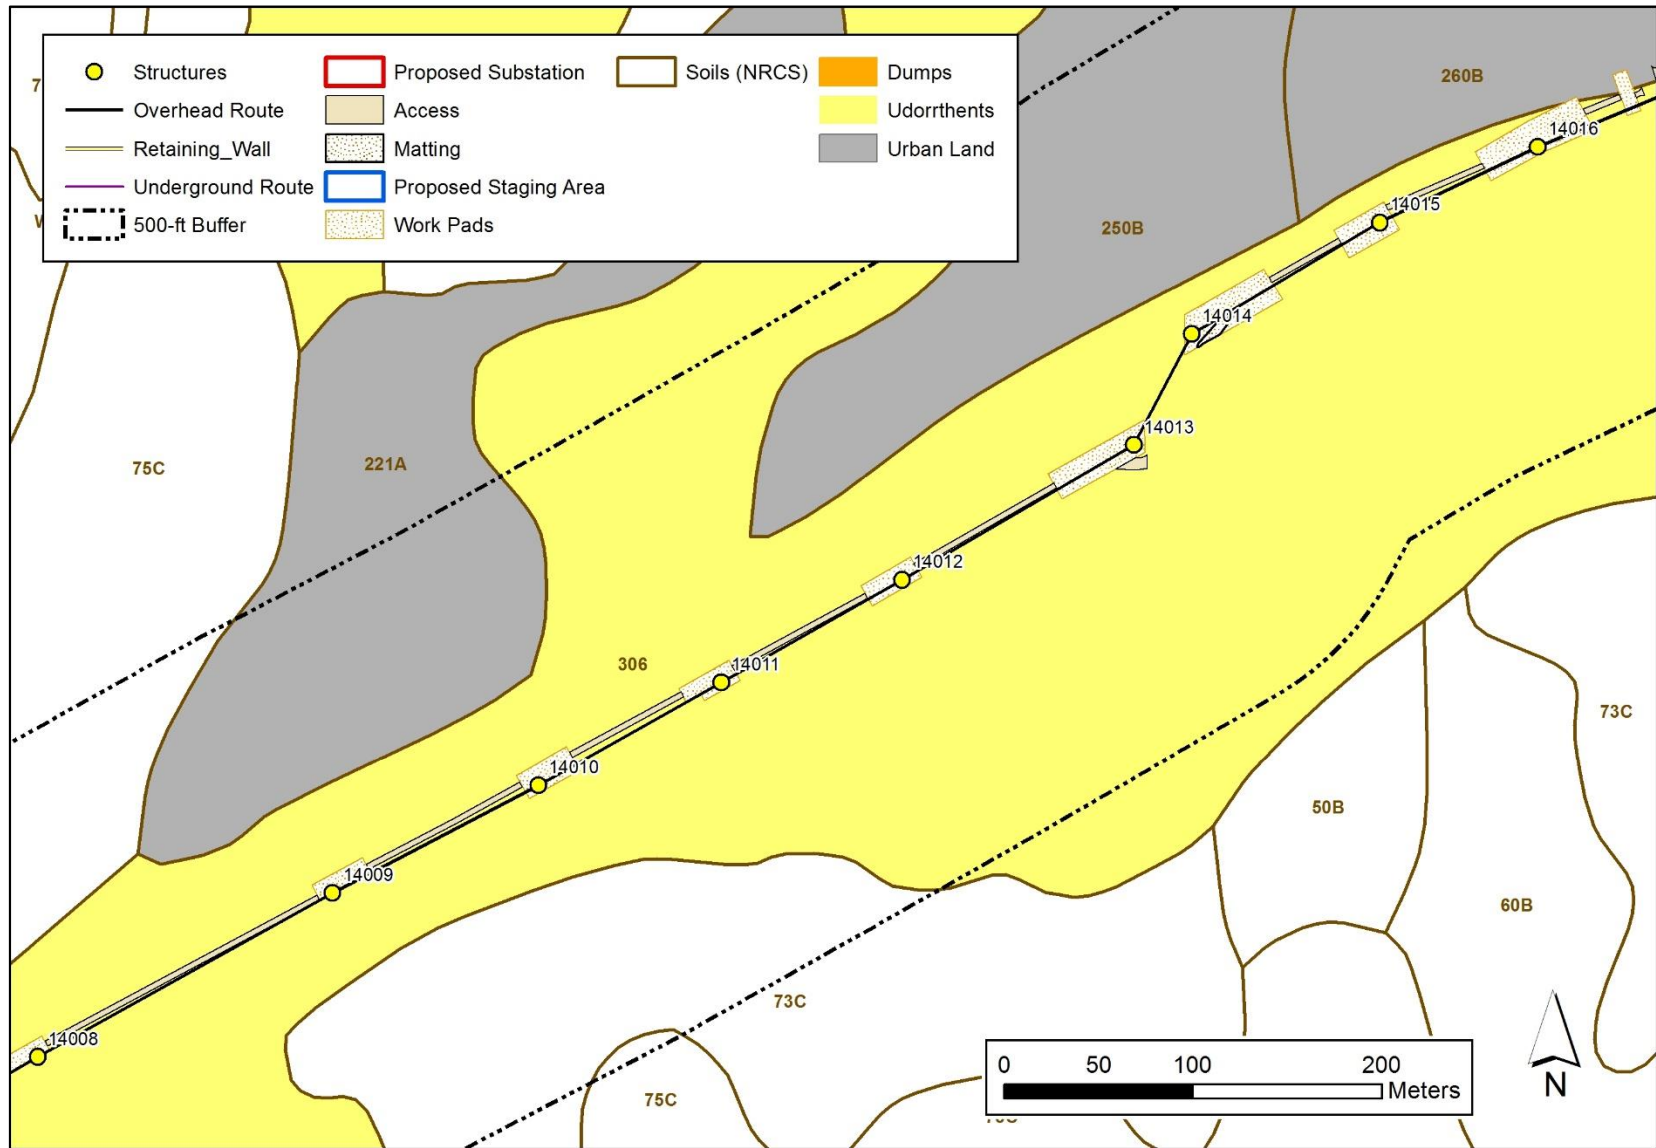 Structures
Overhead Route
Retaining_Wall
Underground Route
500-ft Buffer
Proposed Substation
Access
Matting
Proposed Staging Area
Work Pads
Soils (NRCS)
Dumps
Udorrthents
Urban Land
260B
14016
14015
250B
14014
14013
75C
221A
14012
306
14011
73C
14010
50B
14009
60B
73C
14008
75C
0 50 100 200
Meters
N